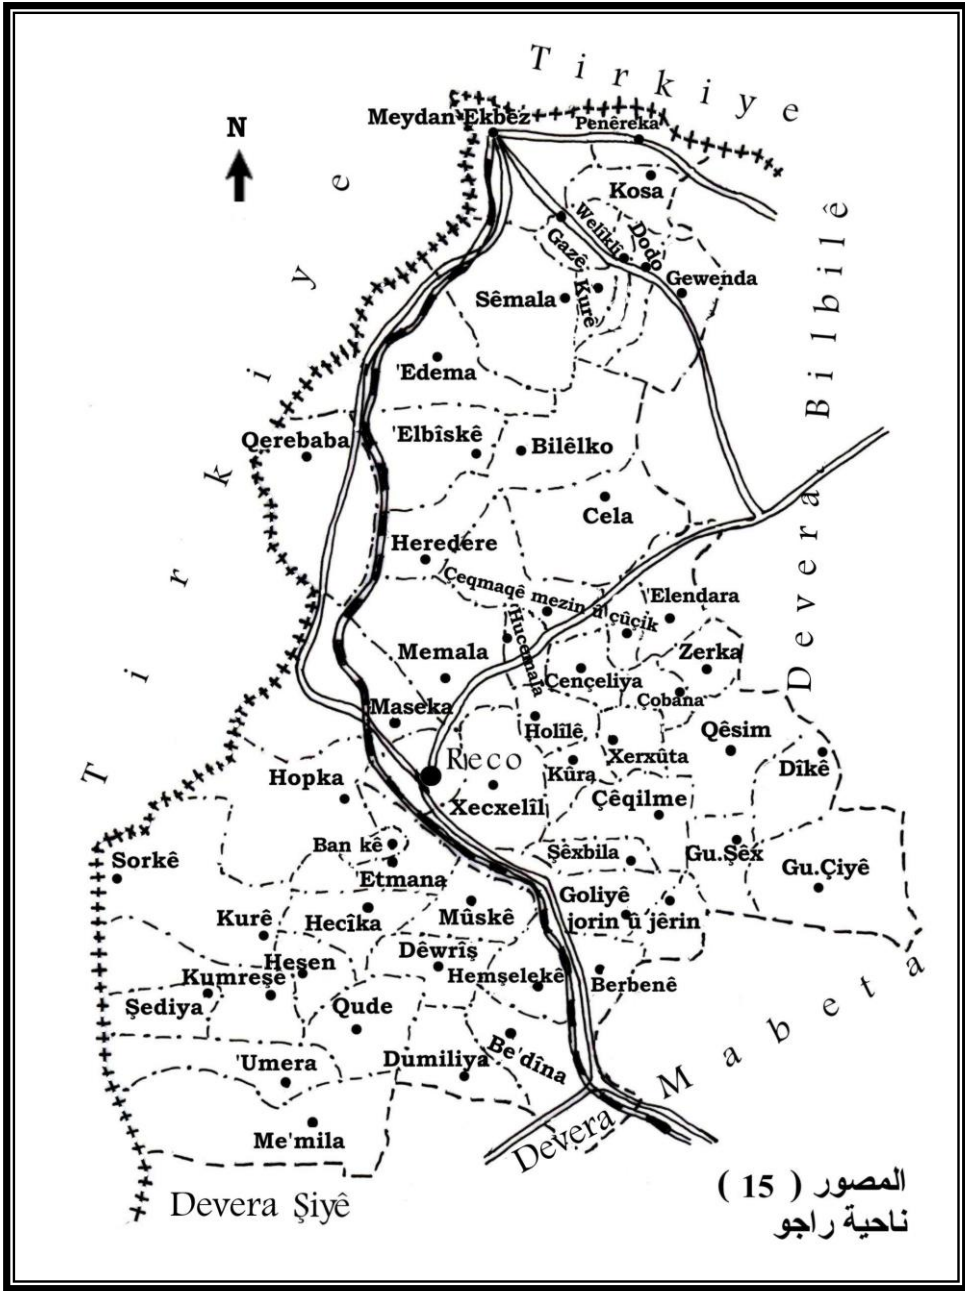 Tirkiye
Meydan Ekbez
Penêreka
N
Kosa
Welîklî
Dodo
Gazê
Gewenda
Kurê
Sêmala
'Edema
Tirkiye
Devera Bilbilê
Qerebaba
'Elbîskê
Bilêlko
Cela
Heredere
Çeqmaqê mezin û çûçik
'Elendara
Hucemala
Memala
Zerka
Cençeliya
Çobana
Maseka
Holîlê
Xerxûta
Qêsim
Reco
Kûra
Dîkê
Hopka
Xecxelîl
Çêqilme
Ban kê
Şêxbila
Gu.Şêx
Sorkê
'Etmana
Gu.Çiyê
Goliyê
jorin û jêrin
Kurê
Hecîka
Mûskê
Dêwrîş
Hesen
Kumreşe
Hemşelekê
Berbenê
Şediya
Qude
'Umera
Dumiliya
Be'dîna
Devera Mabeta
Me'mila
Devera Şiyê
المصور ( 15 )
ناحية راجو